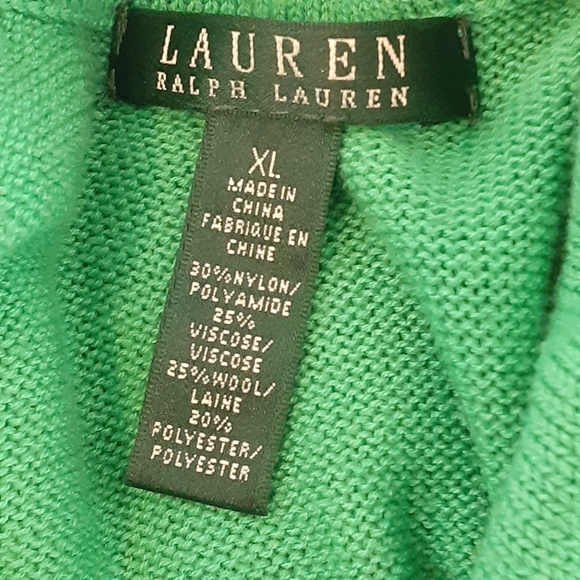 LAUREN
RALPH LAUREN
XL
MADE IN
CHINA
FABRIQUE EN
CHINE
30%NYLON/
POLYAMIDE
25%
VISCOSE/
VISCOSE
25%WOOL/
LAINE
20%
POLYESTER/
POLYESTER